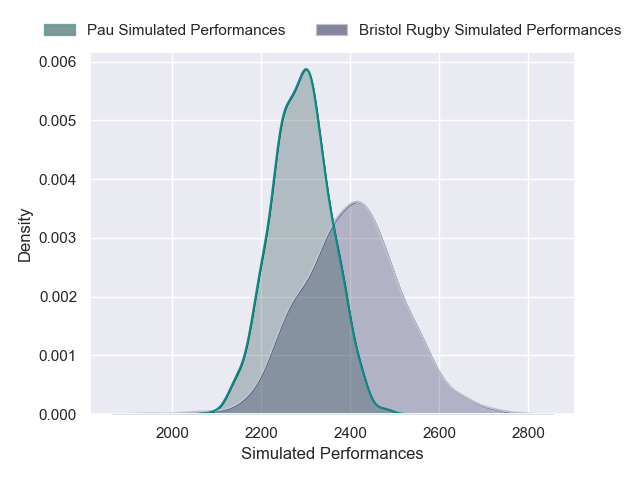 Pau Simulated Performances
Bristol Rugby Simulated Performances
0.006
0.005
0.004
0.003
0.002
0.001
0.000
Density
2000 2200 2400 2600 2800
Simulated Performances